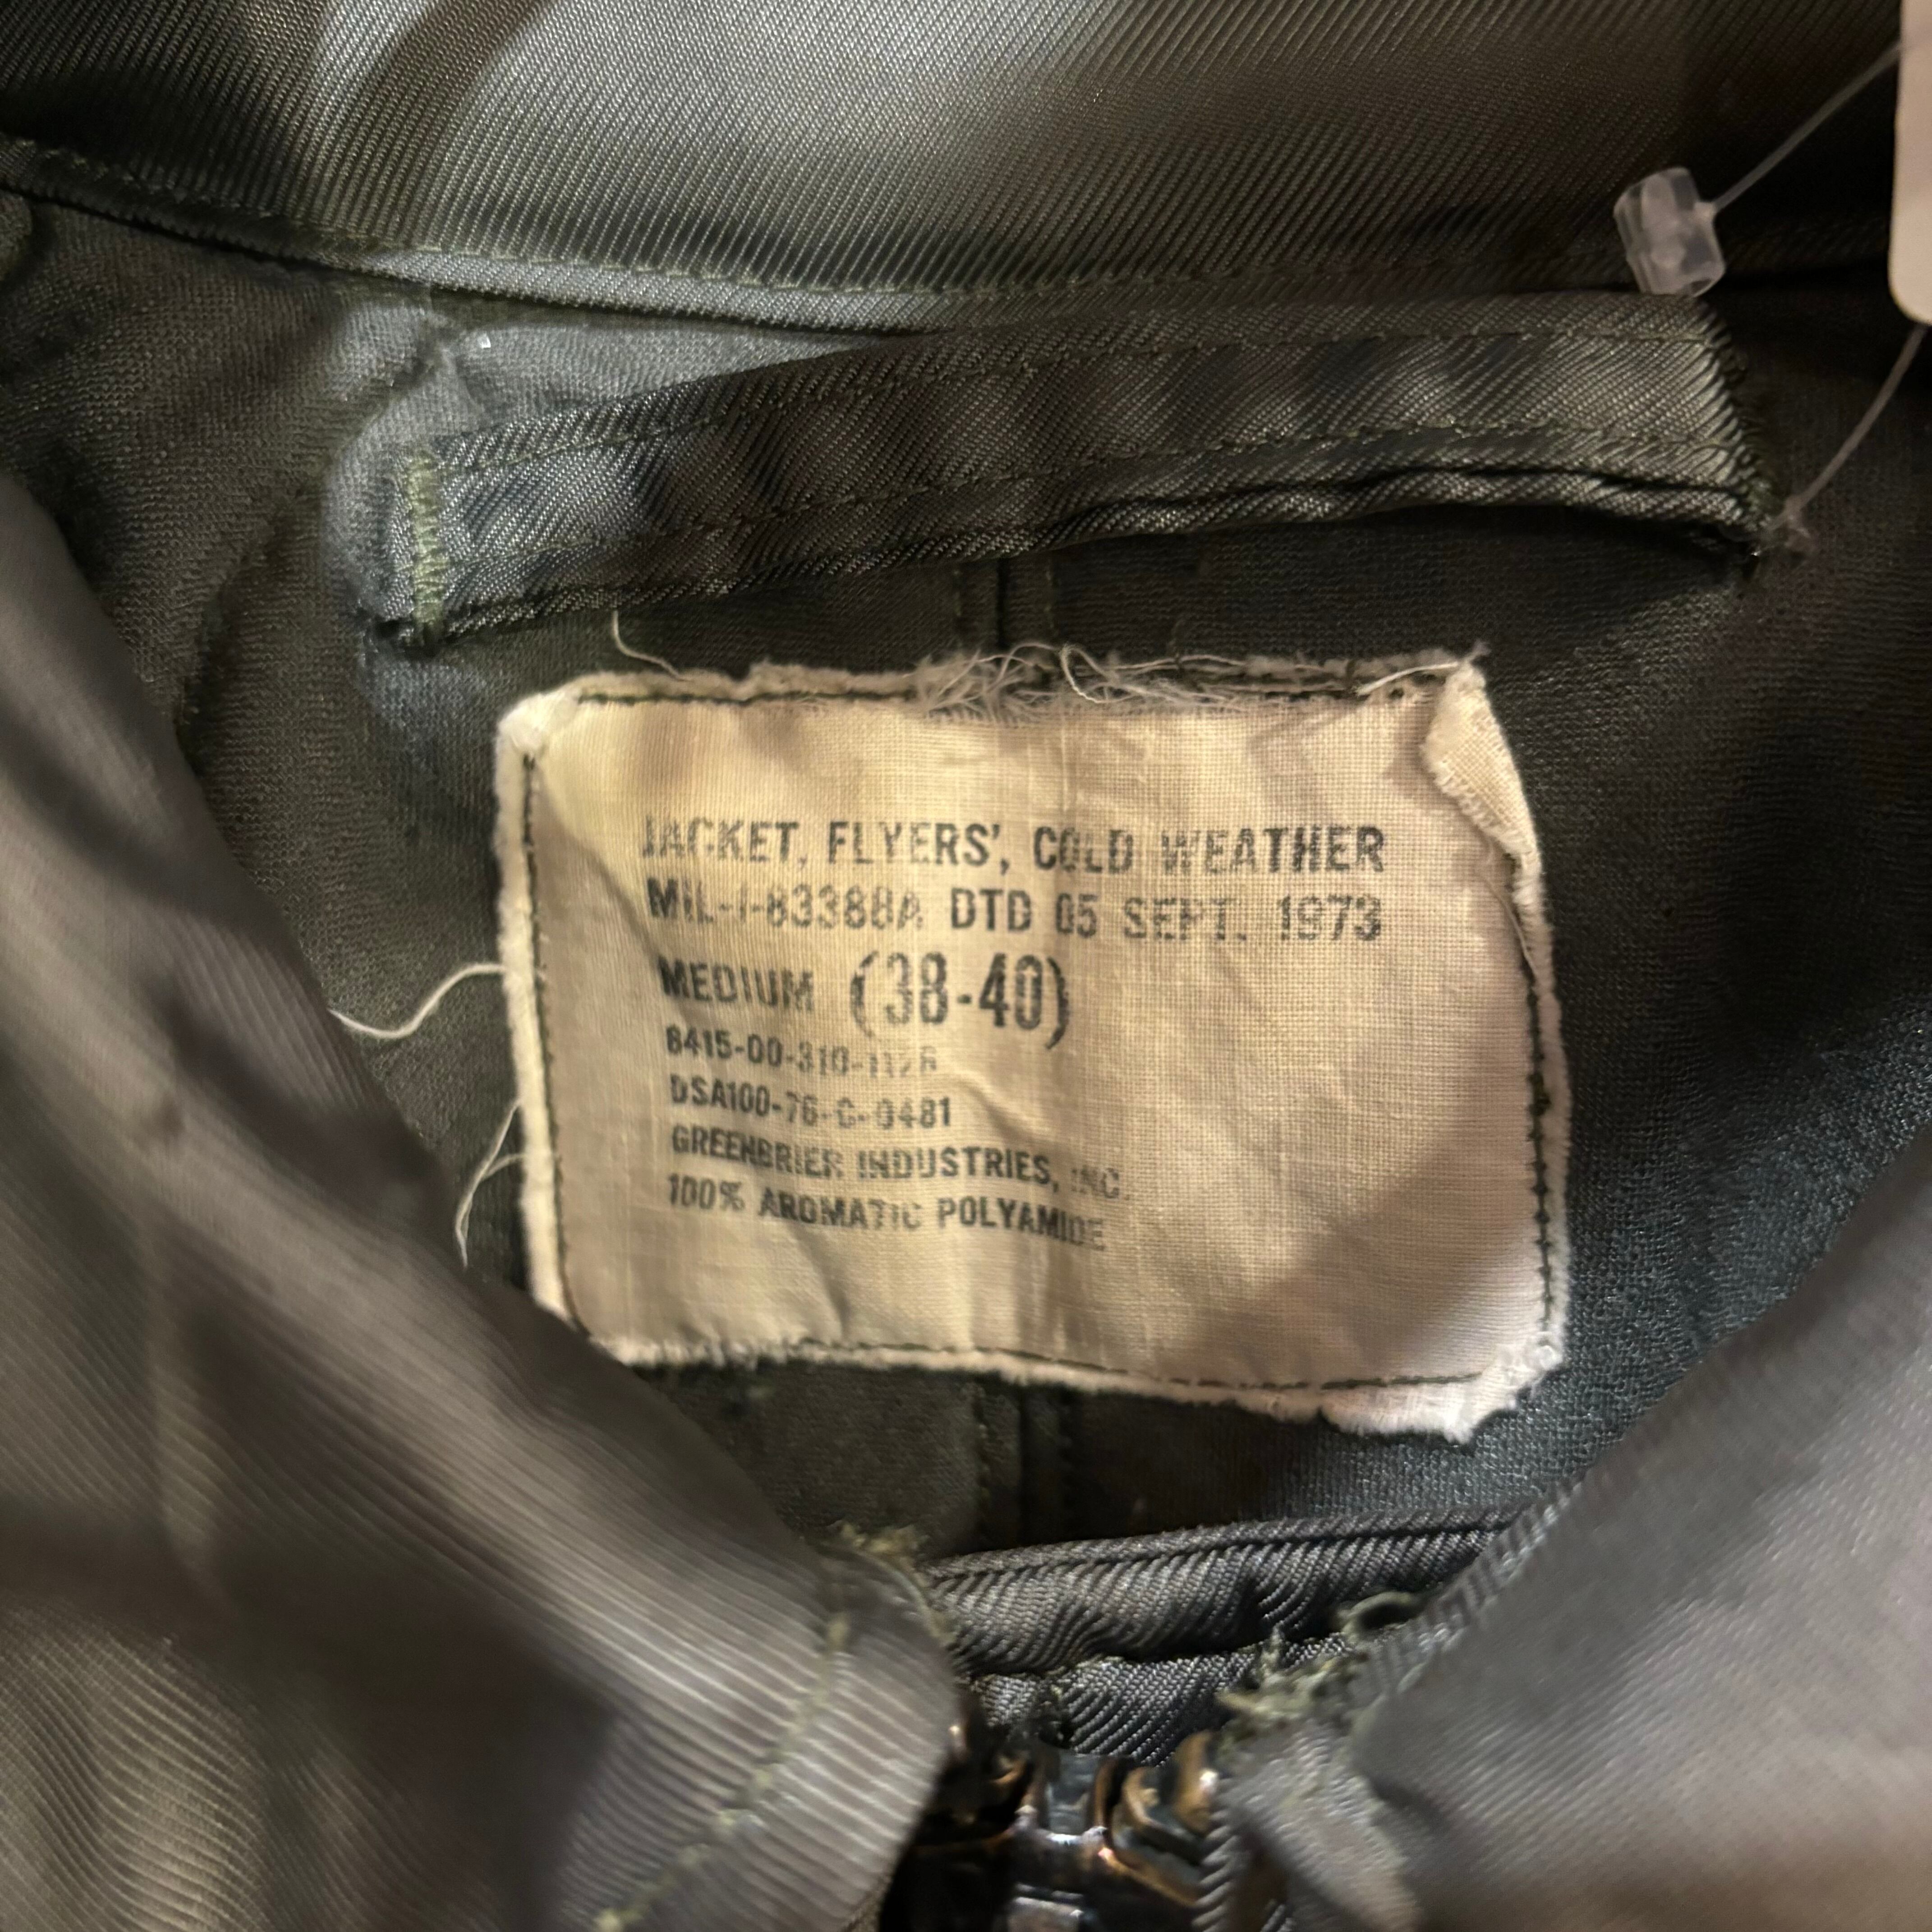 JACKET, FLYERS', COLD WEATHER
MIL-J-83388A DTD 05 SEPT. 1973
MEDIUM (38-40)
8415-00-310-1126
DSA100-76-C-0481
GREENBRIER INDUSTRIES, INC.
100% AROMATIC POLYAMIDE